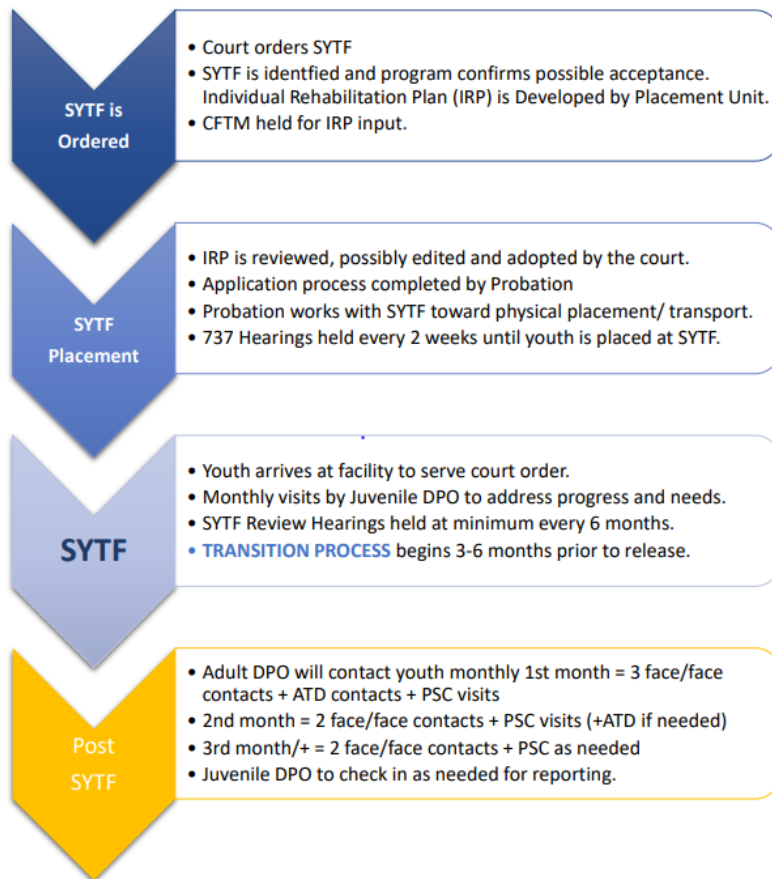 SYTF is
Ordered
• Court orders SYTF
• SYTF is identfied and program confirms possible acceptance.
Individual Rehabilitation Plan (IRP) is Developed by Placement Unit.
• CFTM held for IRP input.
SYTF
Placement
• IRP is reviewed, possibly edited and adopted by the court.
• Application process completed by Probation
• Probation works with SYTF toward physical placement/ transport.
• 737 Hearings held every 2 weeks until youth is placed at SYTF.
SYTF
• Youth arrives at facility to serve court order.
• Monthly visits by Juvenile DPO to address progress and needs.
• SYTF Review Hearings held at minimum every 6 months.
• TRANSITION PROCESS begins 3-6 months prior to release.
Post
SYTF
• Adult DPO will contact youth monthly 1st month = 3 face/face
contacts + ATD contacts + PSC visits
• 2nd month = 2 face/face contacts + PSC visits (+ATD if needed)
• 3rd month/+ = 2 face/face contacts + PSC as needed
• Juvenile DPO to check in as needed for reporting.